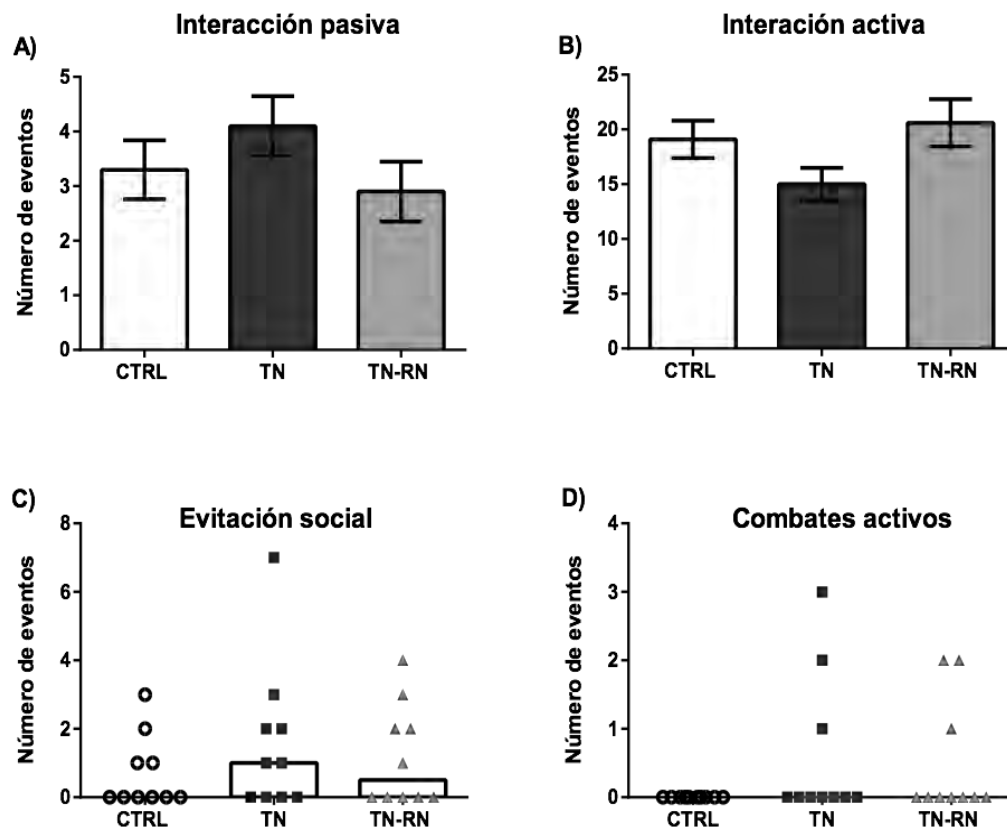 A)
Interacción pasiva
Número de eventos
5
4
3
2
1
0
CTRL TN TN-RN
B)
Interación activa
Número de eventos
25
20
15
10
5
0
CTRL TN TN-RN
C)
Evitación social
Número de eventos
8
6
4
2
0
CTRL TN TN-RN
D)
Combates activos
Número de eventos
4
3
2
1
0
CTRL TN TN-RN